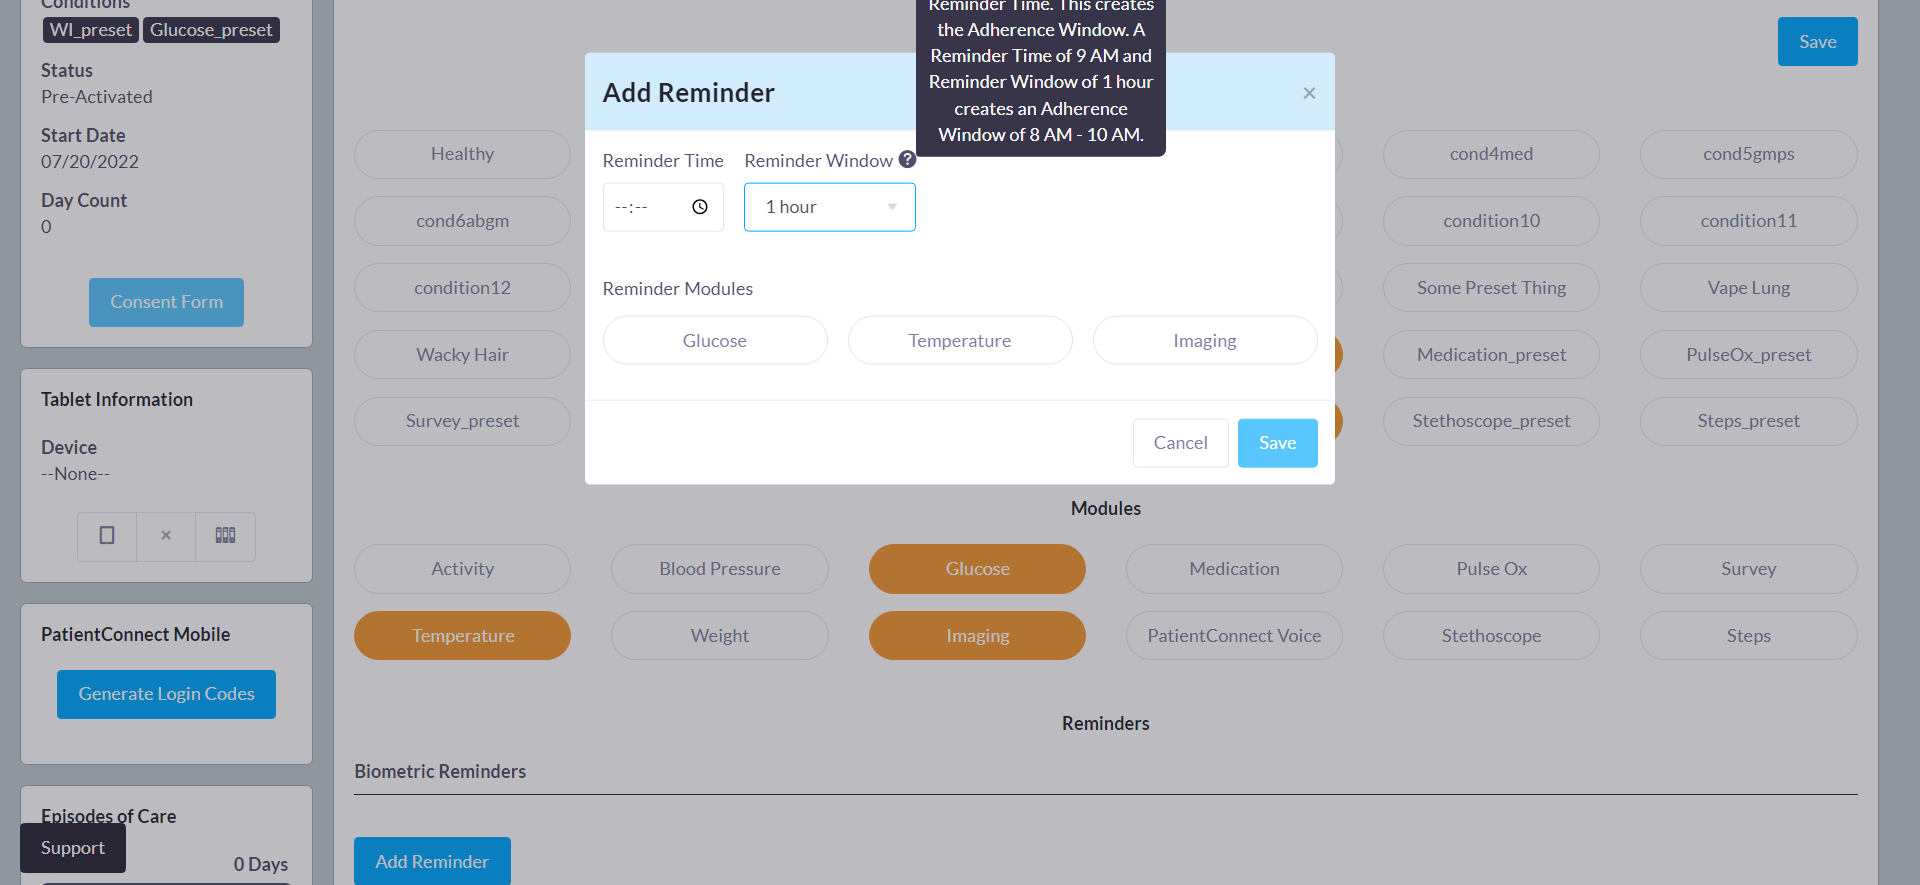 Conditions
WI_preset Glucose_preset
Status
Pre-Activated
Start Date
07/20/2022
Day Count
0
Consent Form
Tablet Information
Device
--None--
PatientConnect Mobile
Generate Login Codes
Episodes of Care
Support
0 Days
Save
Reminder Time. This creates
the Adherence Window. A
Reminder Time of 9 AM and
Reminder Window of 1 hour
creates an Adherence
Window of 8 AM - 10 AM.
Add Reminder ×
Reminder Time Reminder Window ?
--:-- 1 hour
Reminder Modules
Glucose Temperature Imaging
Cancel Save
Healthy cond4med cond5gmps
cond6abgm condition10 condition11
condition12 Some Preset Thing Vape Lung
Wacky Hair Medication_preset PulseOx_preset
Survey_preset Stethoscope_preset Steps_preset
Modules
Activity Blood Pressure Glucose Medication Pulse Ox Survey
Temperature Weight Imaging PatientConnect Voice Stethoscope Steps
Reminders
Biometric Reminders
Add Reminder